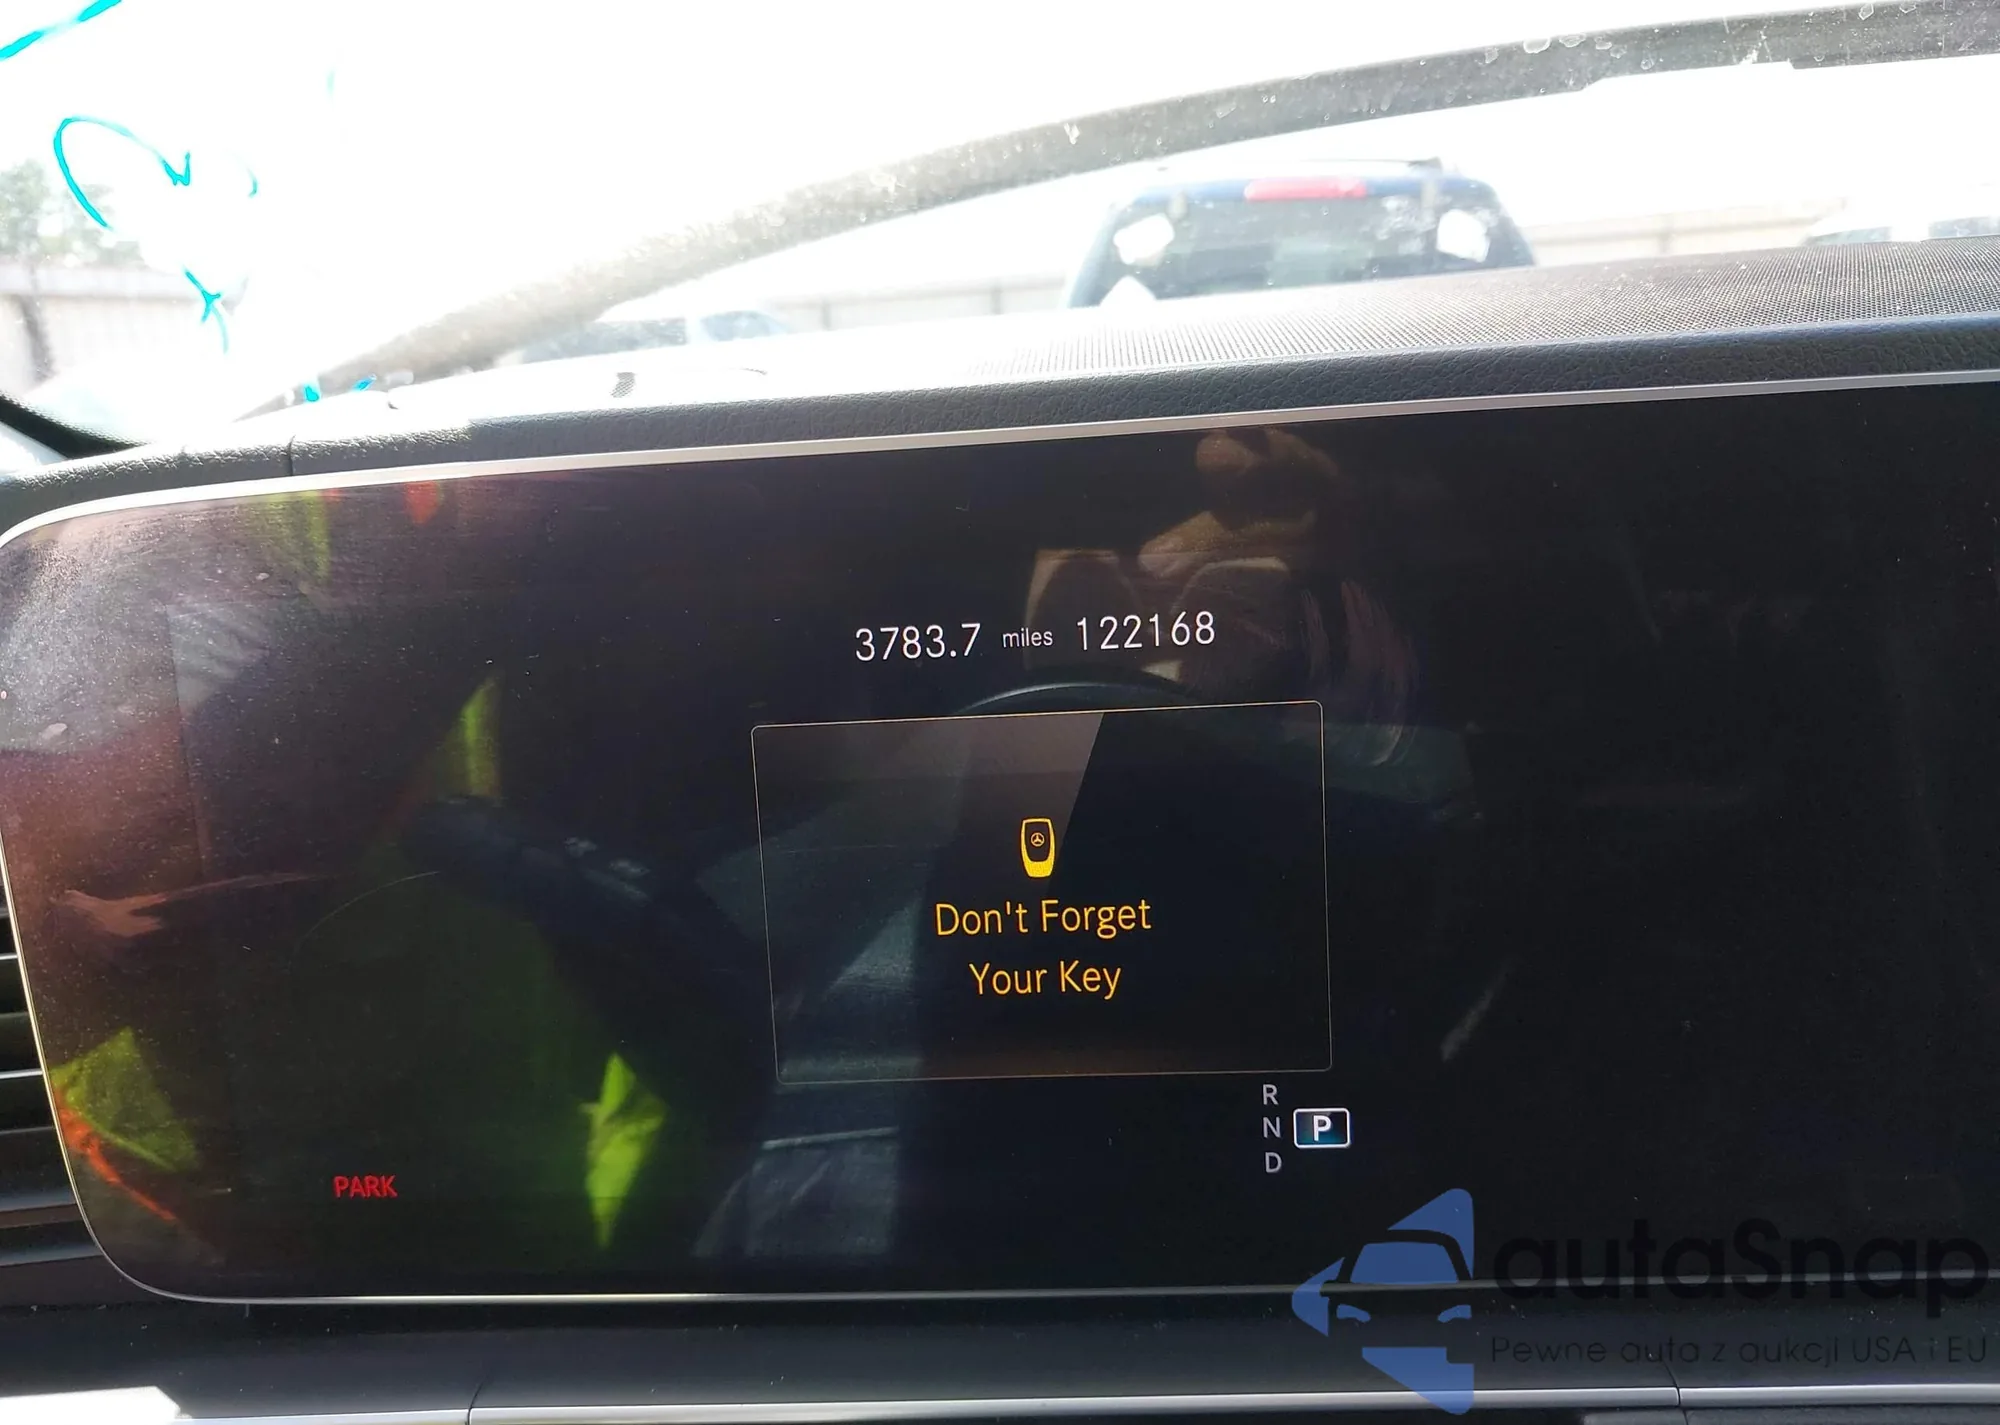 3783.7 miles 122168
Don't Forget
Your Key
R
N P
D
PARK
autaSnap
Pewne auta z aukcji USA i EU